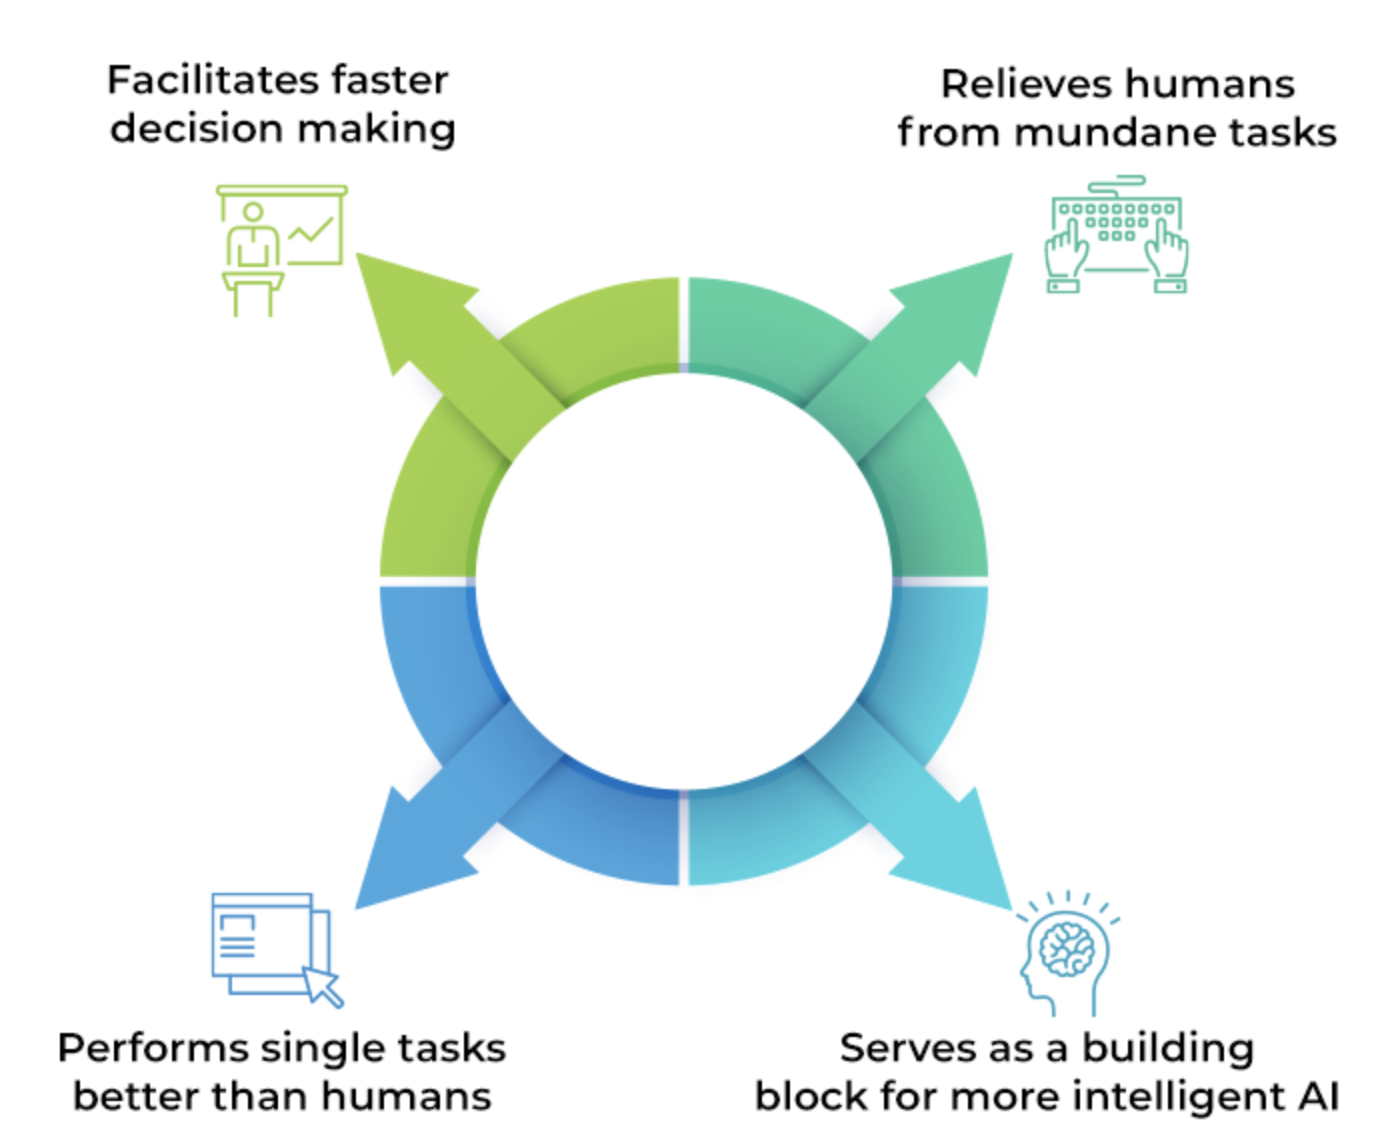 Facilitates faster
decision making
Relieves humans
from mundane tasks
Performs single tasks
better than humans
Serves as a building
block for more intelligent AI